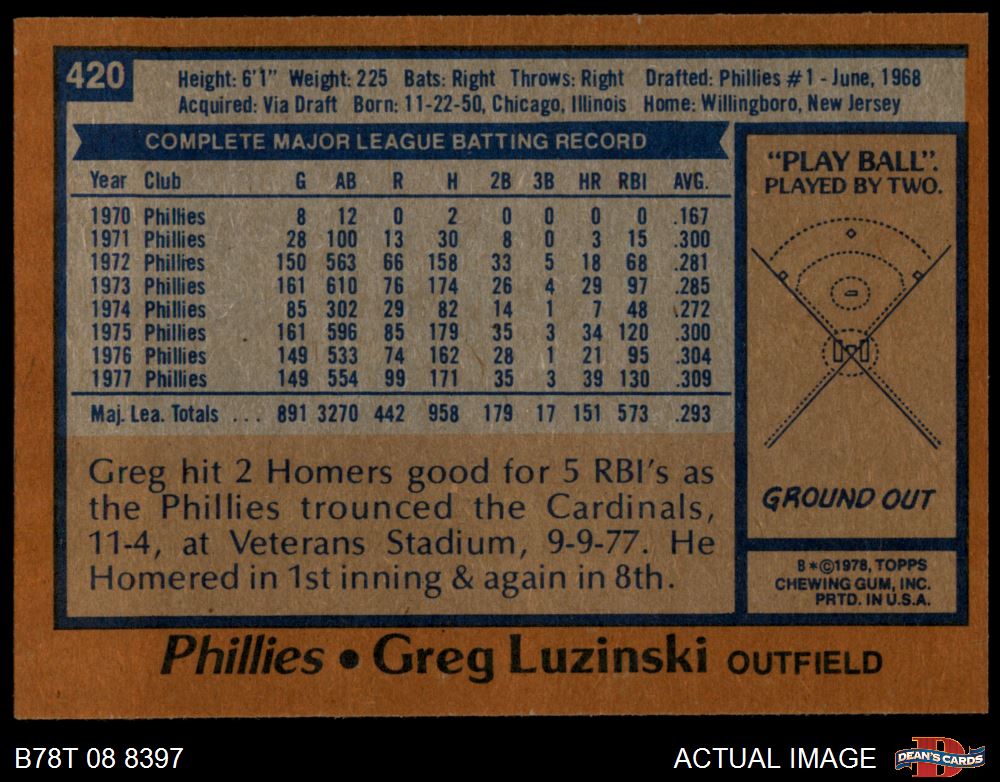 420
Height: 6'1" Weight: 225 Bats: Right Throws: Right Drafted: Phillies #1 - June, 1968
Acquired: Via Draft Born: 11-22-50, Chicago, Illinois Home: Willingboro, New Jersey
COMPLETE MAJOR LEAGUE BATTING RECORD
Year Club G AB R H 2B 3B HR RBI AVG.
1970 Phillies 8 12 0 2 0 0 0 0 .167
1971 Phillies 28 100 13 30 8 0 3 15 .300
1972 Phillies 150 563 66 158 33 5 18 68 .281
1973 Phillies 161 610 76 174 26 4 29 97 .285
1974 Phillies 85 302 29 82 14 1 7 48 .272
1975 Phillies 161 596 85 179 35 3 34 120 .300
1976 Phillies 149 533 74 162 28 1 21 95 .304
1977 Phillies 149 554 99 171 35 3 39 130 .309
Maj. Lea. Totals ... 891 3270 442 958 179 17 151 573 .293
Greg hit 2 Homers good for 5 RBI's as
the Phillies trounced the Cardinals,
11-4, at Veterans Stadium, 9-9-77. He
Homered in 1st inning & again in 8th.
"PLAY BALL".
PLAYED BY TWO.
GROUND OUT
B*©1978, TOPPS
CHEWING GUM, INC.
PRTD. IN U.S.A.
Phillies • Greg Luzinski OUTFIELD
B78T 08 8397
ACTUAL IMAGE
DEAN'S CARDS